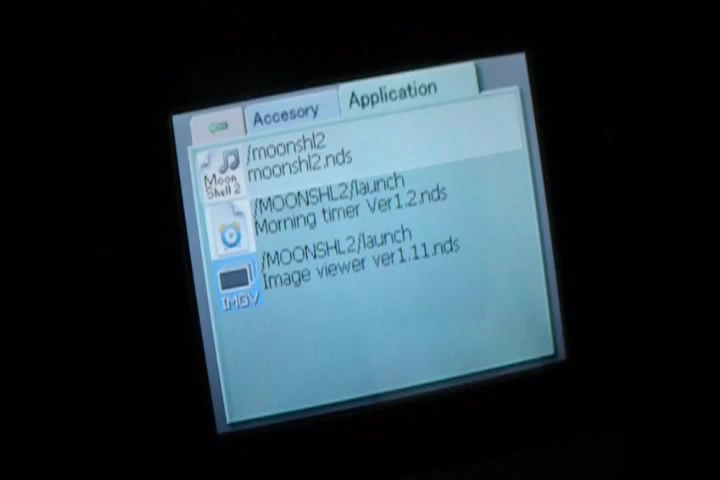 Accesory
Application
/moonshl2
moonshl2.nds
Moon
Shell 2
/MOONSHL2/launch
Morning timer Ver1.2.nds
/MOONSHL2/launch
Image viewer ver1.11.nds
IMGV